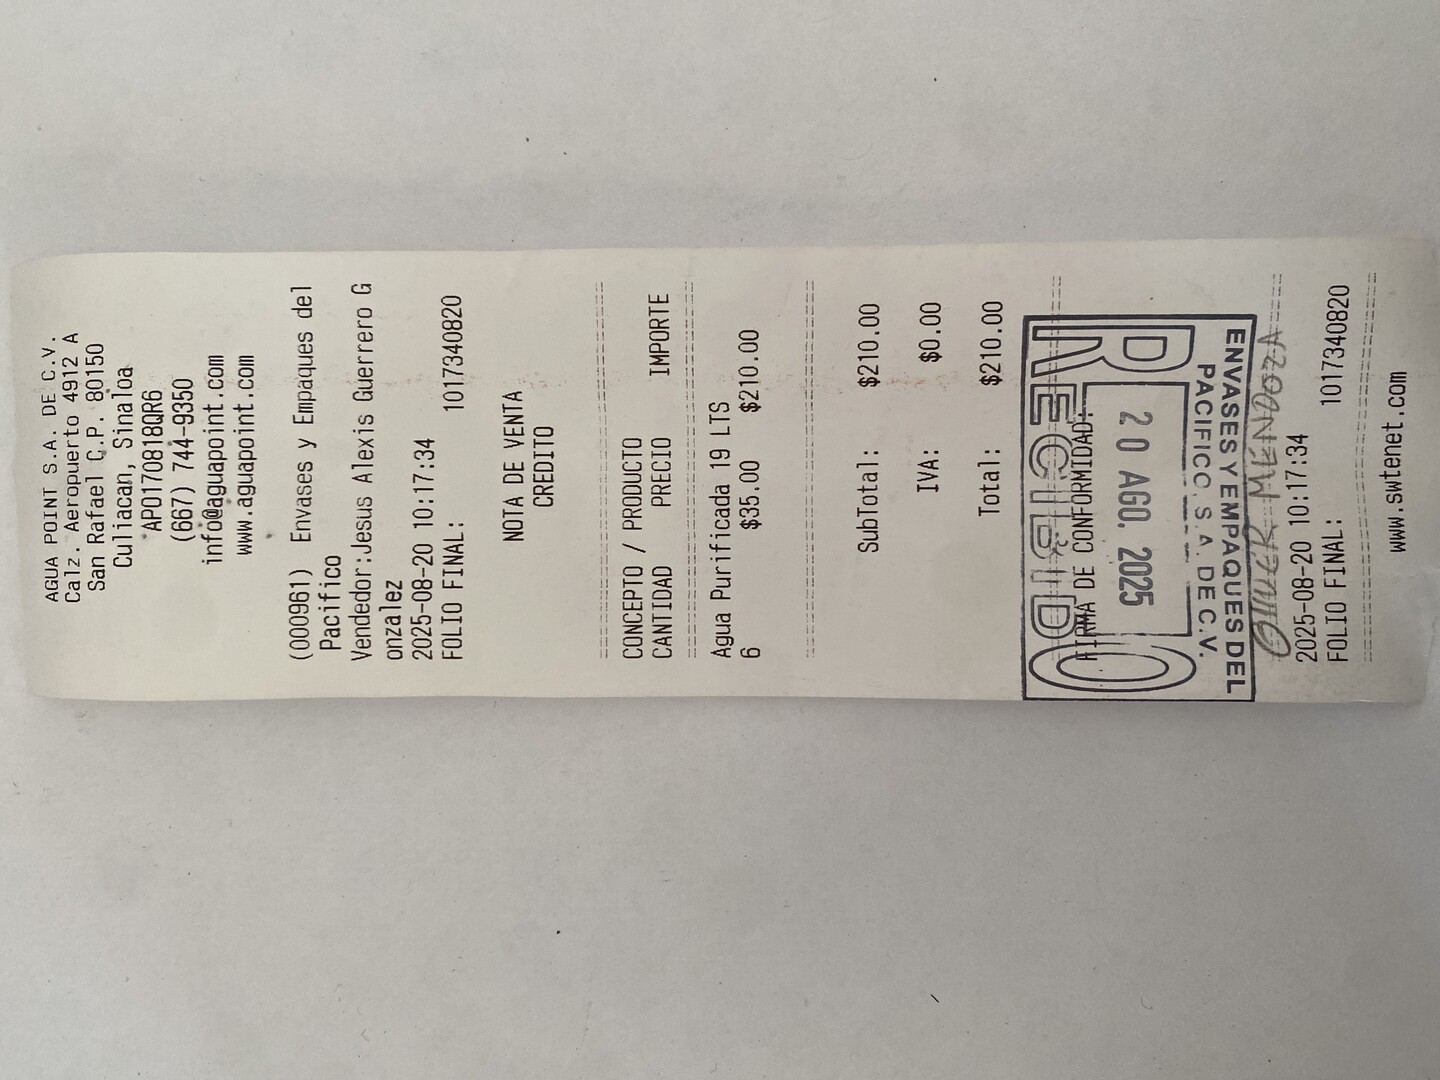 AGUA POINT S.A. DE C.V.
Calz. Aeropuerto 4912 A
San Rafael C.P. 80150
Culiacan, Sinaloa
APO170818QR6
(667) 744-9350
info@aguapoint.com
www.aguapoint.com
(000961) Envases y Empaques del
Pacifico
Vendedor:Jesus Alexis Guerrero G
onzalez
2025-08-20 10:17:34
FOLIO FINAL: 1017340820
NOTA DE VENTA
CREDITO
CONCEPTO / PRODUCTO
CANTIDAD PRECIO IMPORTE
Agua Purificada 19 LTS
6 $35.00 $210.00
SubTotal: $210.00
IVA: $0.00
Total: $210.00
RECIBIDO
FIRMA DE CONFORMIDAD:
20 AGO. 2025
PACIFICO, S.A. DE C.V.
ENVASES Y EMPAQUES DEL
MENDOZA
2025-08-20 10:17:34
FOLIO FINAL: 1017340820
www.swtenet.com